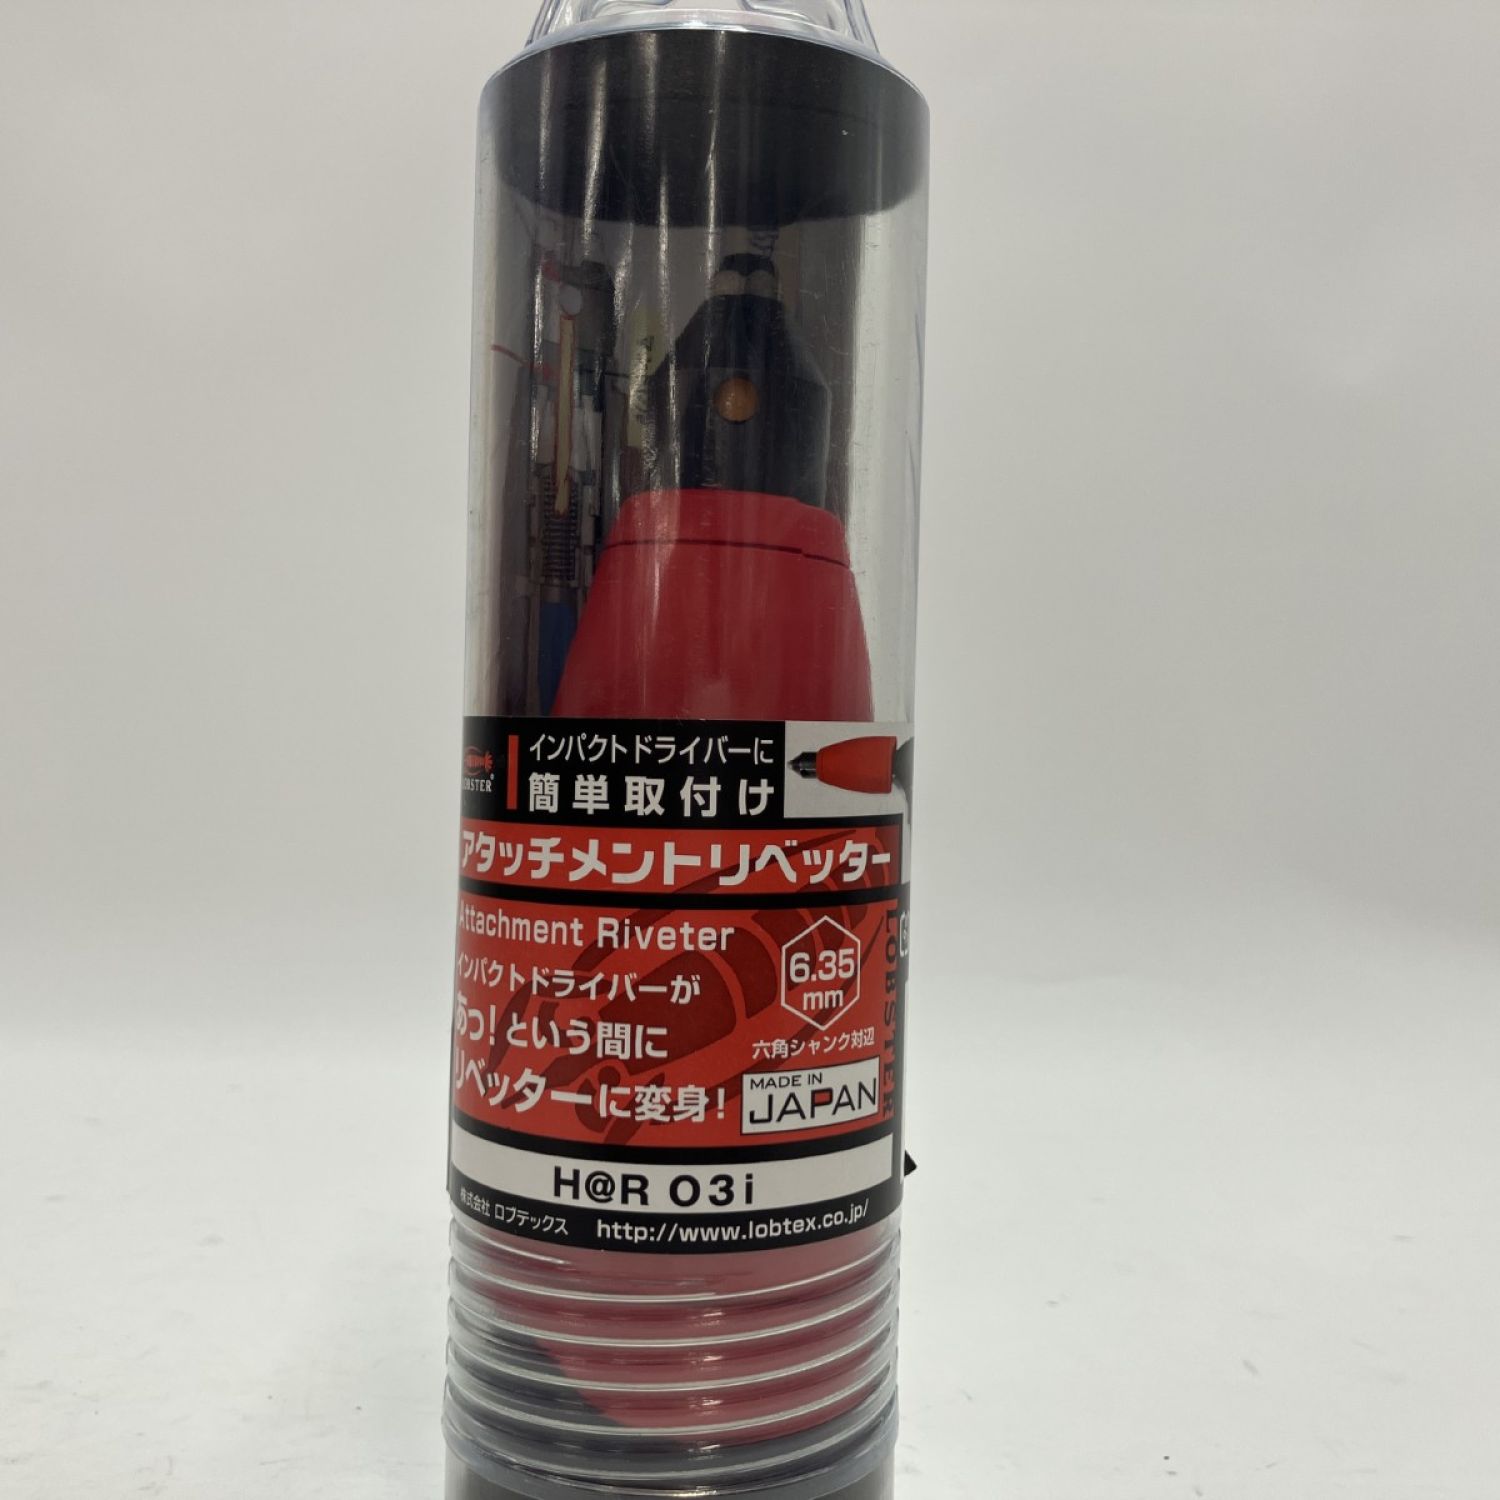 インパクトドライバーに
簡単取付け
アタッチメントリベッター
Attachment Riveter
インパクトドライバーが
あっ！という間に
リベッターに変身！
6.35
mm
六角シャンク対辺
MADE IN
JAPAN
LOBSTER
H@R 03i
株式会社 ロブテックス
http://www.lobtex.co.jp/